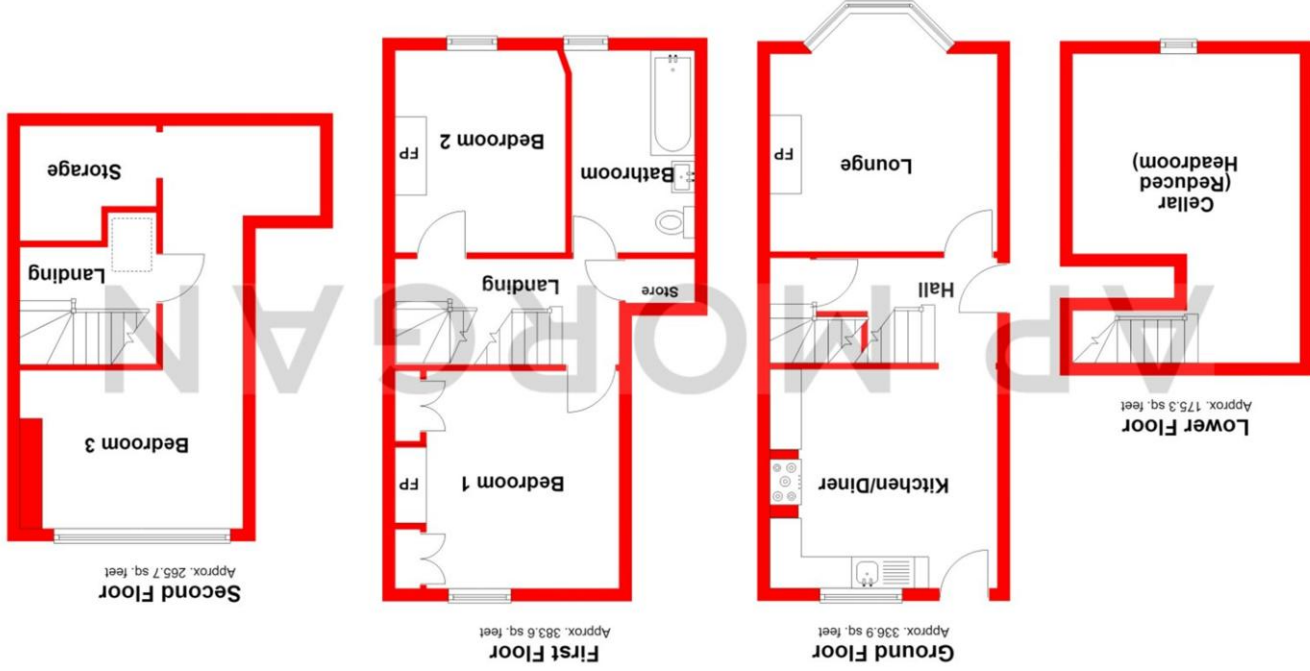 Lower Floor
Approx. 175.3 sq. feet
Cellar
(Reduced
Headroom)
Ground Floor
Approx. 336.9 sq. feet
Kitchen/Diner
Hall
Lounge
FP
First Floor
Approx. 383.6 sq. feet
Bedroom 1
FP
Store
Landing
Bathroom
Bedroom 2
FP
Second Floor
Approx. 265.7 sq. feet
Bedroom 3
Landing
Storage
AP MORGAN